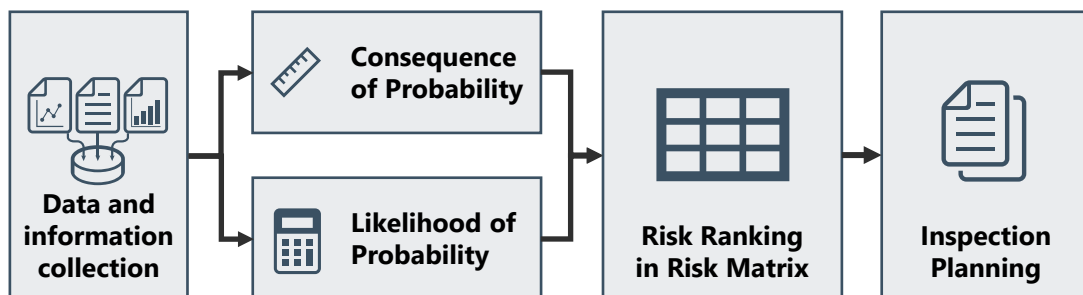 Data and
information
collection
Consequence
of Probability
Likelihood of
Probability
Risk Ranking
in Risk Matrix
Inspection
Planning